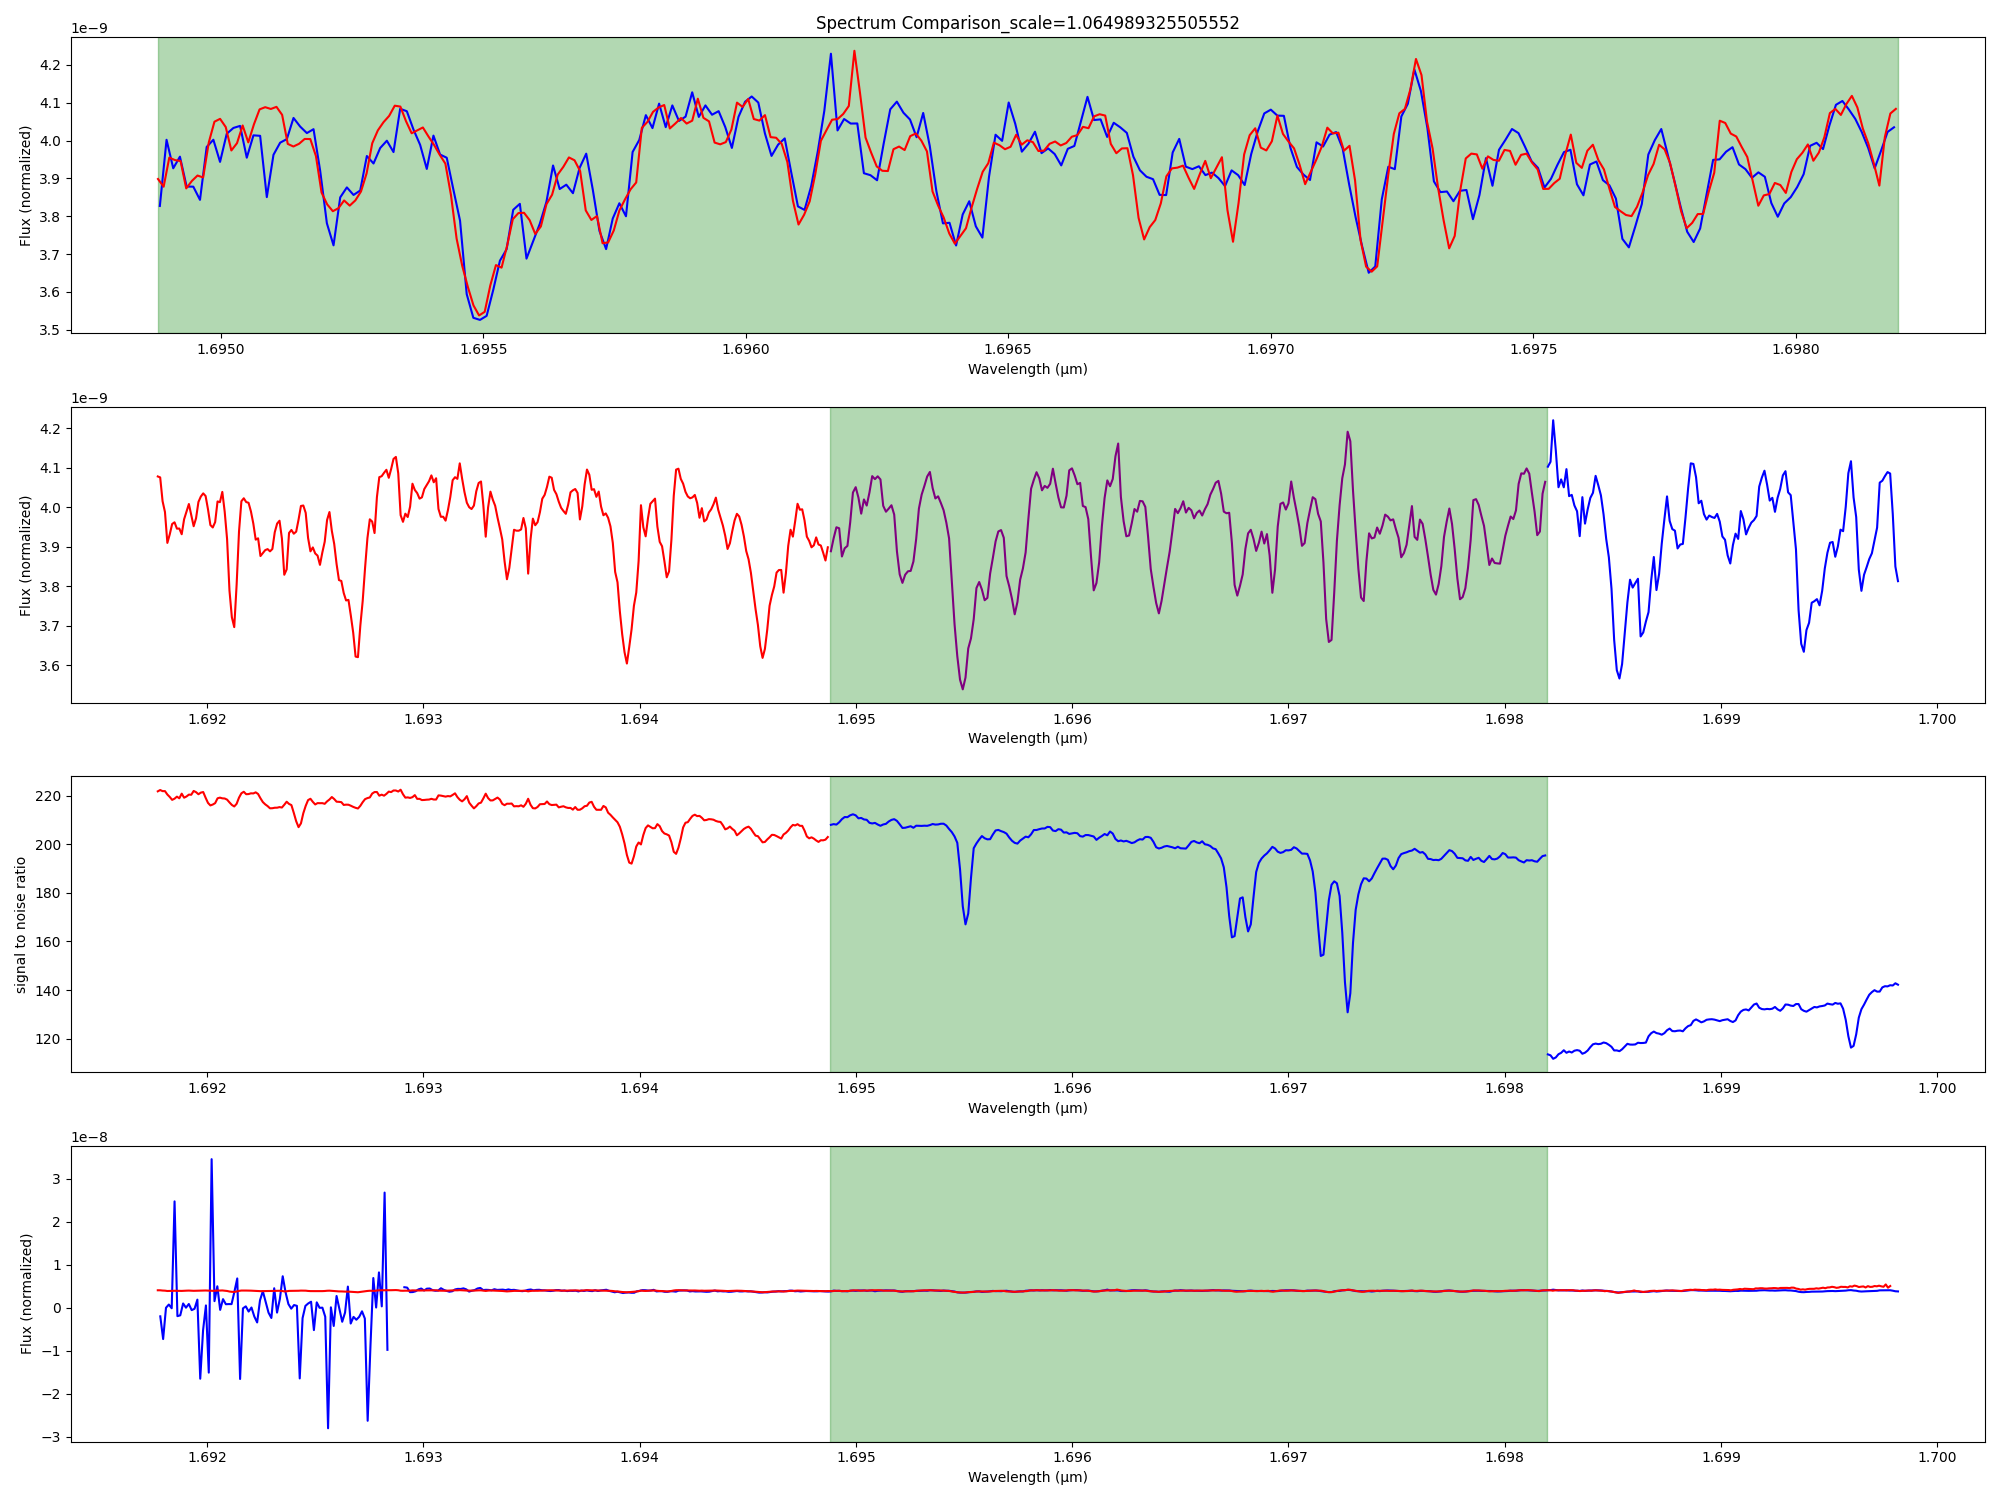 Spectrum Comparison_scale=1.064989325505552
1e−9
4.2
4.1
4.0
3.9
3.8
3.7
3.6
3.5
Flux (normalized)
1.6950 1.6955 1.6960 1.6965 1.6970 1.6975 1.6980
Wavelength (μm)
1e−9
4.2
4.1
4.0
3.9
3.8
3.7
3.6
Flux (normalized)
1.692 1.693 1.694 1.695 1.696 1.697 1.698 1.699 1.700
Wavelength (μm)
220
200
180
160
140
120
signal to noise ratio
1.692 1.693 1.694 1.695 1.696 1.697 1.698 1.699 1.700
Wavelength (μm)
1e−8
3
2
1
0
−1
−2
−3
Flux (normalized)
1.692 1.693 1.694 1.695 1.696 1.697 1.698 1.699 1.700
Wavelength (μm)